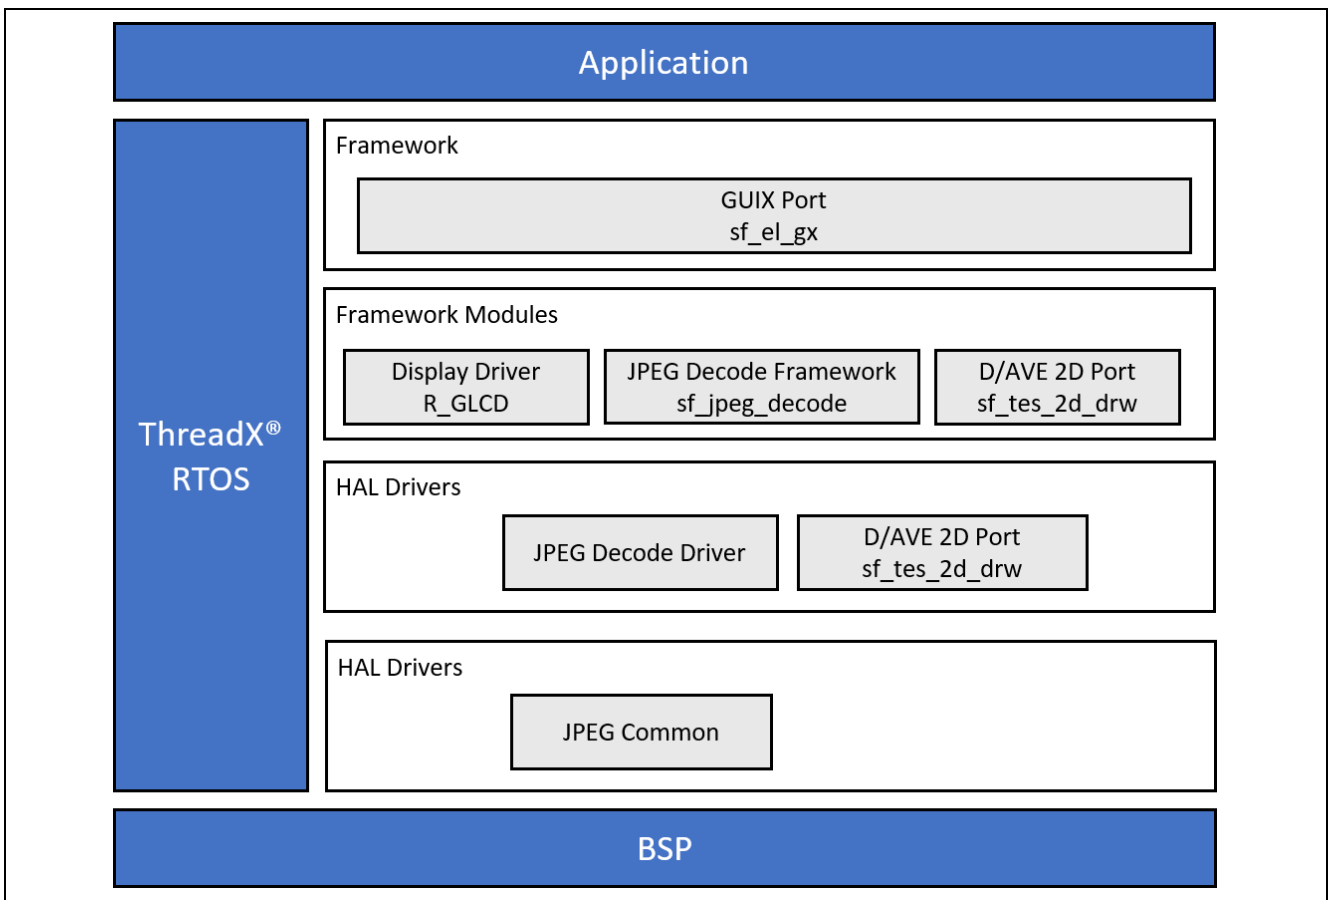 Application
ThreadX®
RTOS
Framework
GUIX Port
sf_el_gx
Framework Modules
Display Driver
R_GLCD
JPEG Decode Framework
sf_jpeg_decode
D/AVE 2D Port
sf_tes_2d_drw
HAL Drivers
JPEG Decode Driver
D/AVE 2D Port
sf_tes_2d_drw
HAL Drivers
JPEG Common
BSP